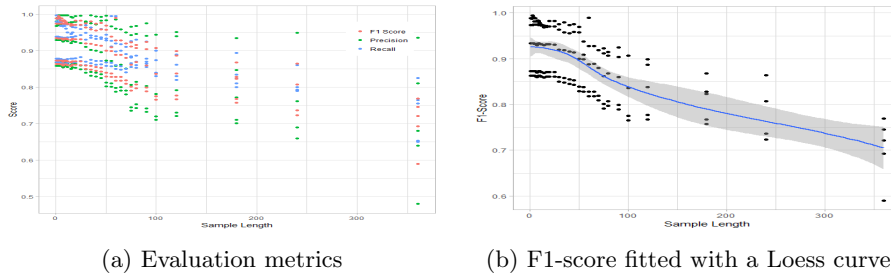 1.0
0.9
0.8
0.7
0.6
0.5
Score
0
100
200
300
Sample Length
F1 Score
Precision
Recall
(a) Evaluation metrics
1.0
0.9
0.8
0.7
0.6
F1-Score
0
100
200
300
Sample Length
(b) F1-score fitted with a Loess curve